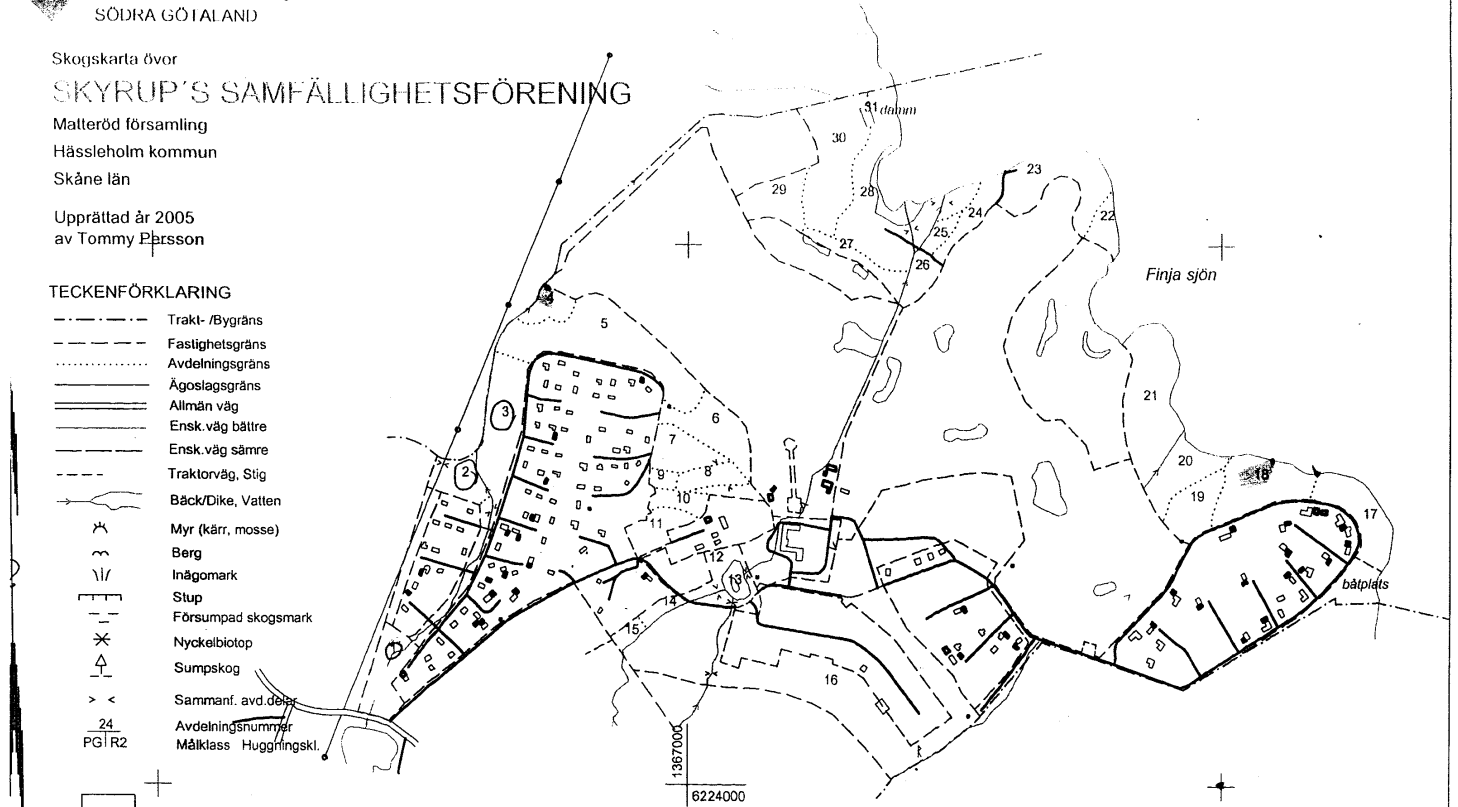 SÖDRA GÖTALAND
Skogskarta övor
SKYRUP´S SAMFÄLLIGHETSFÖRENING
Matteröd församling
Hässleholm kommun
Skåne län
Upprättad år 2005
av Tommy Persson
TECKENFÖRKLARING
Trakt- /Bygräns
Fastighetsgräns
Avdelningsgräns
Ägoslagsgräns
Allmän väg
Ensk.väg bättre
Ensk.väg sämre
Traktorväg, Stig
Bäck/Dike, Vatten
Myr (kärr, mosse)
Berg
Inägomark
Stup
Försumpad skogsmark
Nyckelbiotop
Sumpskog
Sammanf. avd.delar
24 Avdelningsnummer
PG R2 Målklass Huggningskl.
31 damm
30
29
28
27
26
25
24
23
22
Finja sjön
21
20
19
18
17
båtplats
4
5
6
7
8
9
10
11
12
13
14
15
16
3
2
1
1367000
6224000